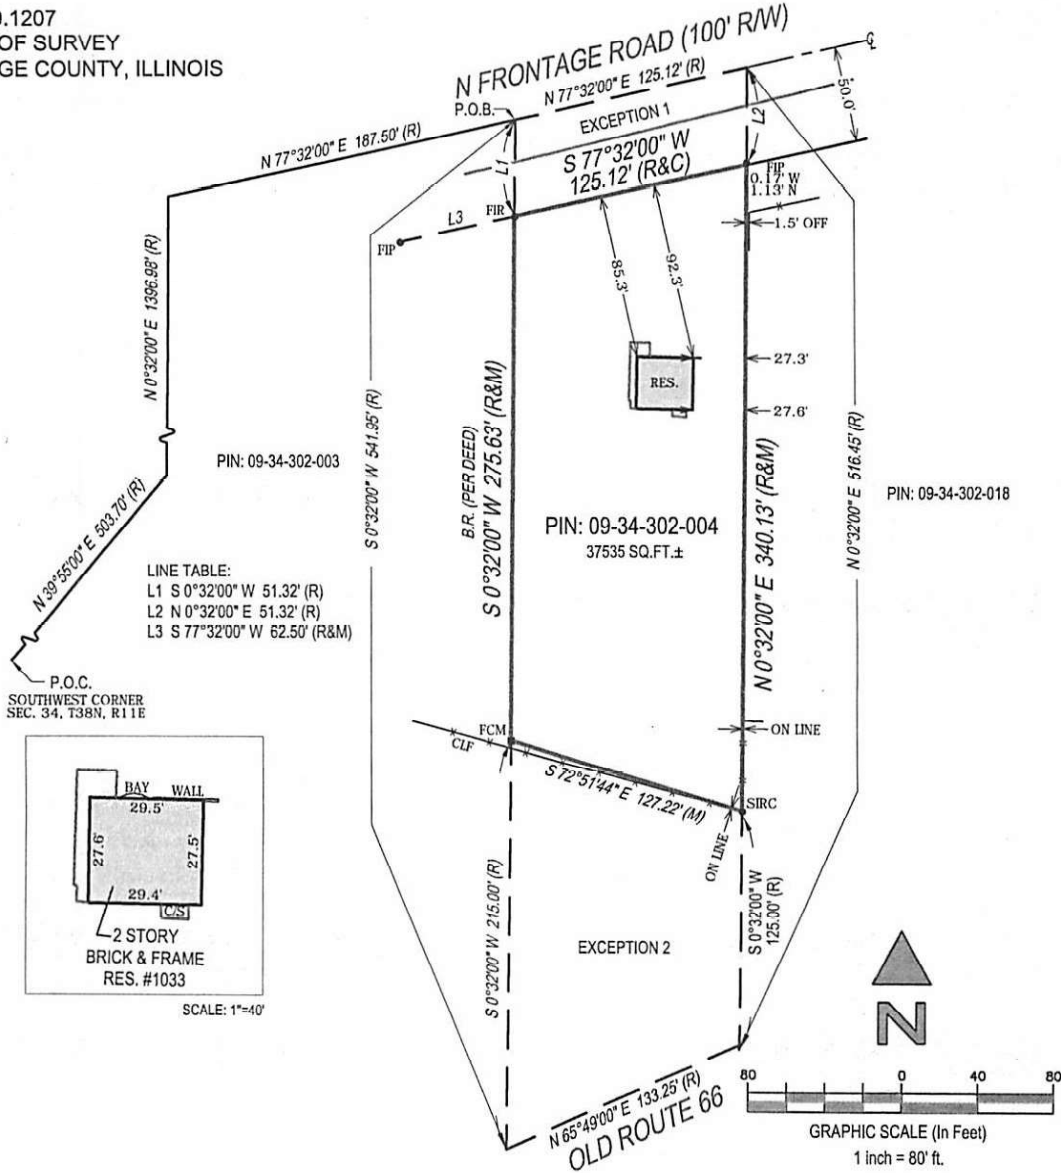 0.1207
OF SURVEY
GE COUNTY, ILLINOIS
N FRONTAGE ROAD (100' R/W)
N 77°32'00" E 125.12' (R)
P.O.B.
EXCEPTION 1
50.0'
L2
N 77°32'00" E 187.50' (R)
L1
S 77°32'00" W
125.12' (R&C)
FIP
0.17' W
1.13' N
1.5' OFF
FIR
L3
FIP
85.3'
92.3'
N 0°32'00" E 1396.98' (R)
S 0°32'00" W 541.95' (R)
B.R. (PER DEED)
S 0°32'00" W 275.63' (R&M)
RES.
27.3'
27.6'
N 0°32'00" E 340.13' (R&M)
N 0°32'00" E 516.45' (R)
PIN: 09-34-302-003
PIN: 09-34-302-018
PIN: 09-34-302-004
37535 SQ.FT.±
N 39°55'00" E 503.70' (R)
LINE TABLE:
L1 S 0°32'00" W 51.32' (R)
L2 N 0°32'00" E 51.32' (R)
L3 S 77°32'00" W 62.50' (R&M)
P.O.C.
SOUTHWEST CORNER
SEC. 34, T38N, R11E
FCM
CLF
S 72°51'44" E 127.22' (M)
ON LINE
SIRC
ON LINE
BAY WALL
29.5'
27.6'
27.5'
29.4'
C/S
2 STORY
BRICK & FRAME
RES. #1033
SCALE: 1"=40'
S 0°32'00" W 215.00' (R)
EXCEPTION 2
S 0°32'00" W
125.00' (R)
N 65°49'00" E 133.25' (R)
OLD ROUTE 66
N
80 0 40 80
GRAPHIC SCALE (In Feet)
1 inch = 80' ft.